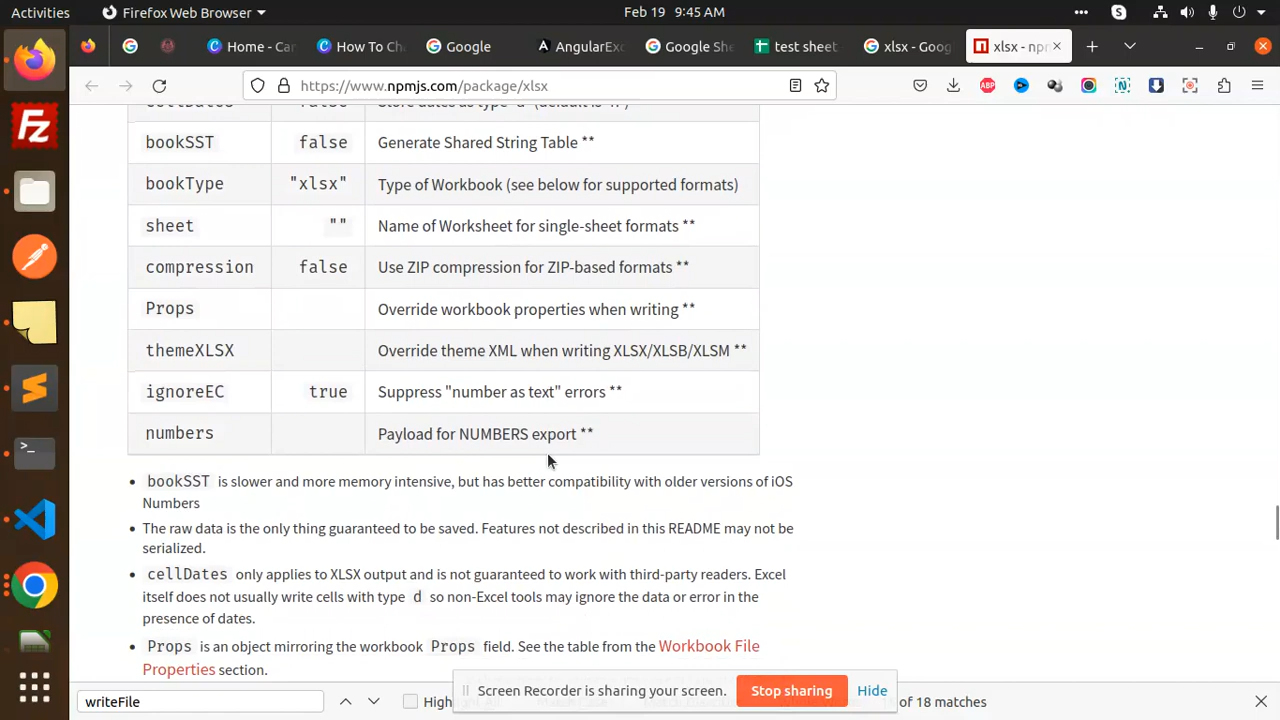 Activities Firefox Web Browser Feb 19 9:45 AM
Home - Car How To Ch Google AngularExc Google She test sheet xlsx - Goog xlsx - npm
https://www.npmjs.com/package/xlsx
bookSST false Generate Shared String Table **
bookType "xlsx" Type of Workbook (see below for supported formats)
sheet "" Name of Worksheet for single-sheet formats **
compression false Use ZIP compression for ZIP-based formats **
Props Override workbook properties when writing **
themeXLSX Override theme XML when writing XLSX/XLSB/XLSM **
ignoreEC true Suppress "number as text" errors **
numbers Payload for NUMBERS export **
• bookSST is slower and more memory intensive, but has better compatibility with older versions of iOS
Numbers
• The raw data is the only thing guaranteed to be saved. Features not described in this README may not be
serialized.
• cellDates only applies to XLSX output and is not guaranteed to work with third-party readers. Excel
itself does not usually write cells with type d so non-Excel tools may ignore the data or error in the
presence of dates.
• Props is an object mirroring the workbook Props field. See the table from the Workbook File
Properties section.
Screen Recorder is sharing your screen. Stop sharing Hide
writeFile of 18 matches